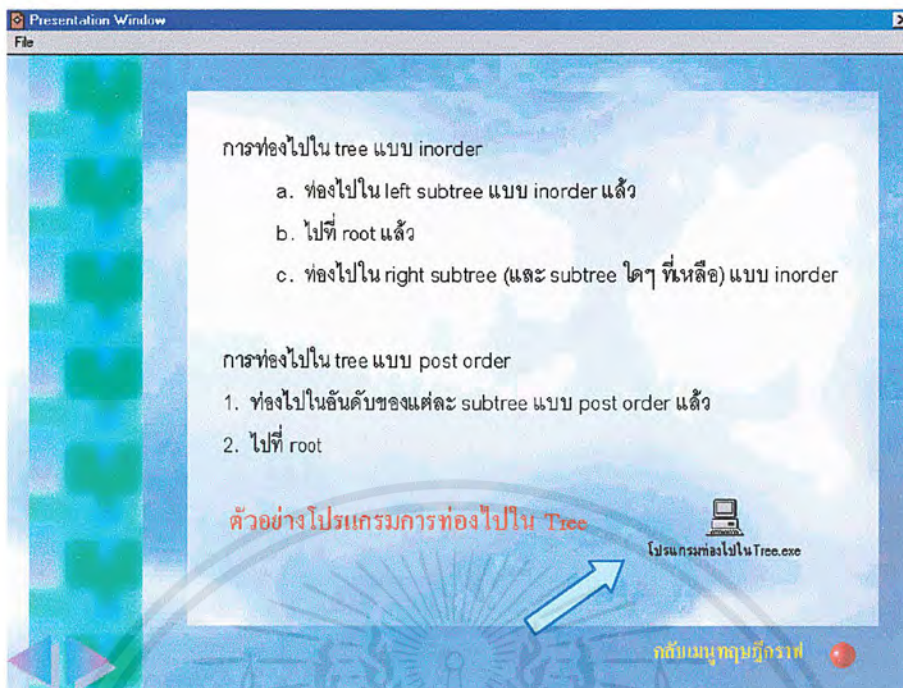 Presentation Window
File
การท่องไปใน tree แบบ inorder
a. ท่องไปใน left subtree แบบ inorder แล้ว
b. ไปที่ root แล้ว
c. ท่องไปใน right subtree (และ subtree ใดๆ ที่เหลือ) แบบ inorder
การท่องไปใน tree แบบ post order
1. ท่องไปในอันดับของแต่ละ subtree แบบ post order แล้ว
2. ไปที่ root
ตัวอย่างโปรแกรมการท่องไปใน Tree
โปรแกรมท่องไปในTree.exe
กลับเมนูทฤษฎีกราฟ